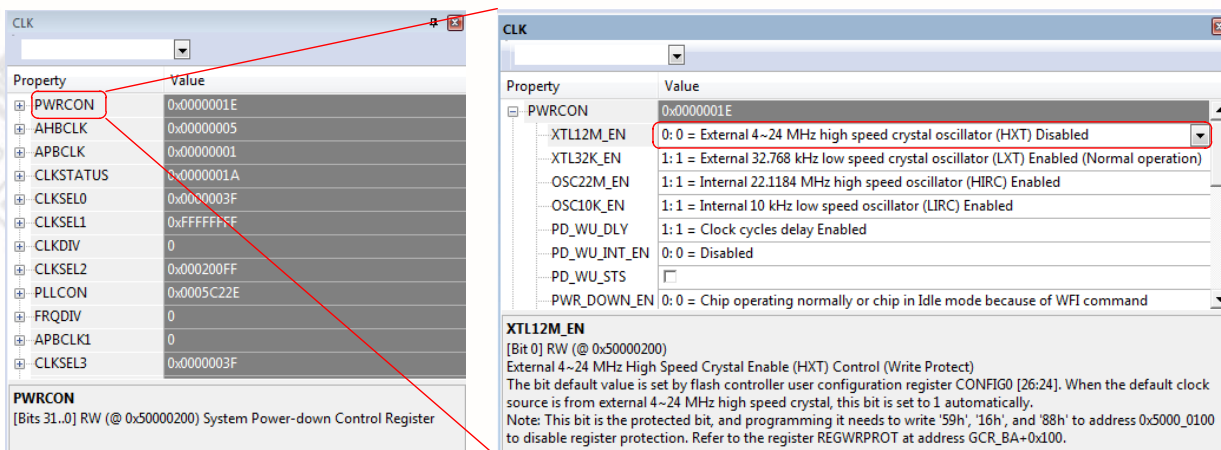 CLK
Property Value
PWRCON 0x0000001E
AHBCLK 0x00000005
APBCLK 0x00000001
CLKSTATUS 0x0000001A
CLKSEL0 0x0000003F
CLKSEL1 0xFFFFFFFF
CLKDIV 0
CLKSEL2 0x000200FF
PLLCON 0x0005C22E
FRQDIV 0
APBCLK1 0
CLKSEL3 0x0000003F
PWRCON
[Bits 31..0] RW (@ 0x50000200) System Power-down Control Register
CLK
Property Value
PWRCON 0x0000001E
XTL12M_EN 0: 0 = External 4~24 MHz high speed crystal oscillator (HXT) Disabled
XTL32K_EN 1: 1 = External 32.768 kHz low speed crystal oscillator (LXT) Enabled (Normal operation)
OSC22M_EN 1: 1 = Internal 22.1184 MHz high speed oscillator (HIRC) Enabled
OSC10K_EN 1: 1 = Internal 10 kHz low speed oscillator (LIRC) Enabled
PD_WU_DLY 1: 1 = Clock cycles delay Enabled
PD_WU_INT_EN 0: 0 = Disabled
PD_WU_STS
PWR_DOWN_EN 0: 0 = Chip operating normally or chip in Idle mode because of WFI command
XTL12M_EN
[Bit 0] RW (@ 0x50000200)
External 4~24 MHz High Speed Crystal Enable (HXT) Control (Write Protect)
The bit default value is set by flash controller user configuration register CONFIG0 [26:24]. When the default clock
source is from external 4~24 MHz high speed crystal, this bit is set to 1 automatically.
Note: This bit is the protected bit, and programming it needs to write '59h', '16h', and '88h' to address 0x5000_0100
to disable register protection. Refer to the register REGWRPROT at address GCR_BA+0x100.